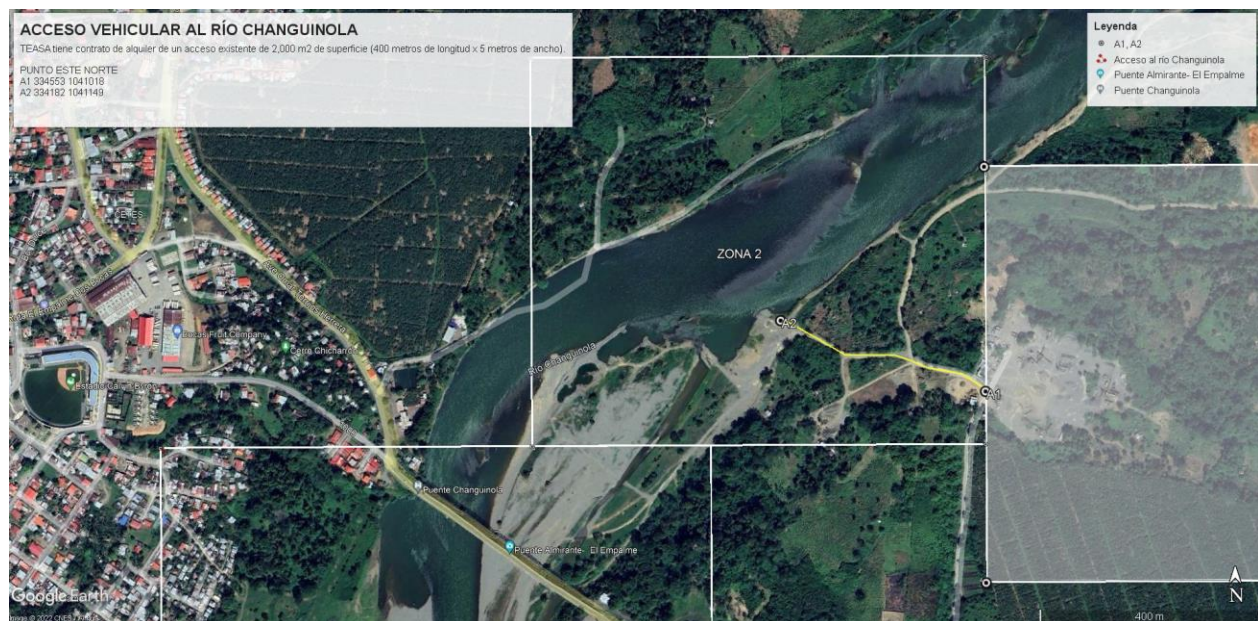 ACCESO VEHICULAR AL RÍO CHANGUINOLA
TEASA tiene contrato de alquiler de un acceso existente de 2,000 m2 de superficie (400 metros de longitud x 5 metros de ancho).
PUNTO ESTE NORTE
A1 334553 1041018
A2 334182 1041149
Leyenda
A1, A2
Acceso al río Changuinola
Puente Almirante- El Empalme
Puente Changuinola
ZONA 2
A2
A1
Río Changuinola
Bocas Fruit Company
Cerro Chicharro
Puente Changuinola
Puente Almirante- El Empalme
Google Earth
400 m
N